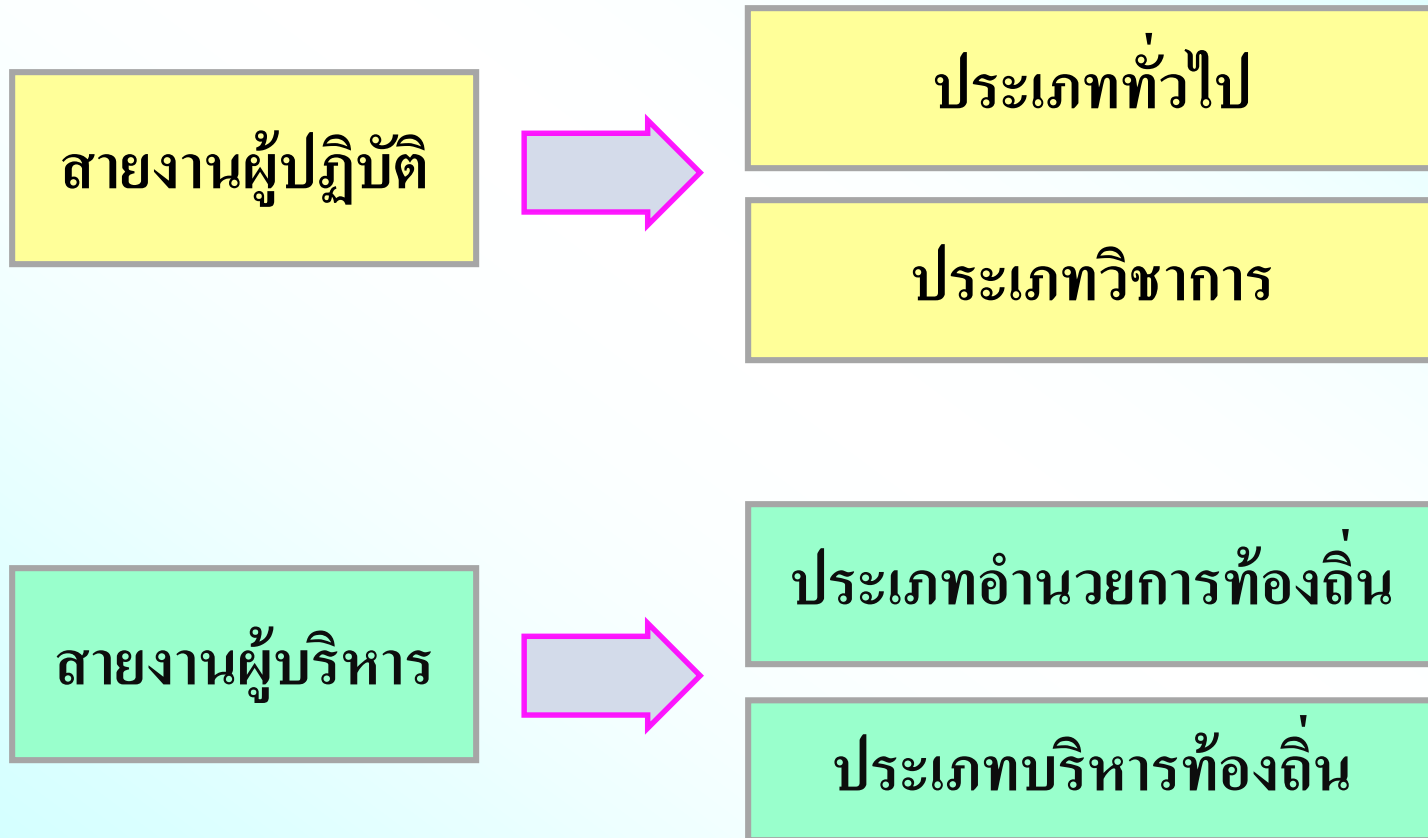 สายงานผู้ปฏิบัติ
ประเภททั่วไป
ประเภทวิชาการ
สายงานผู้บริหาร
ประเภทอำนวยการท้องถิ่น
ประเภทบริหารท้องถิ่น